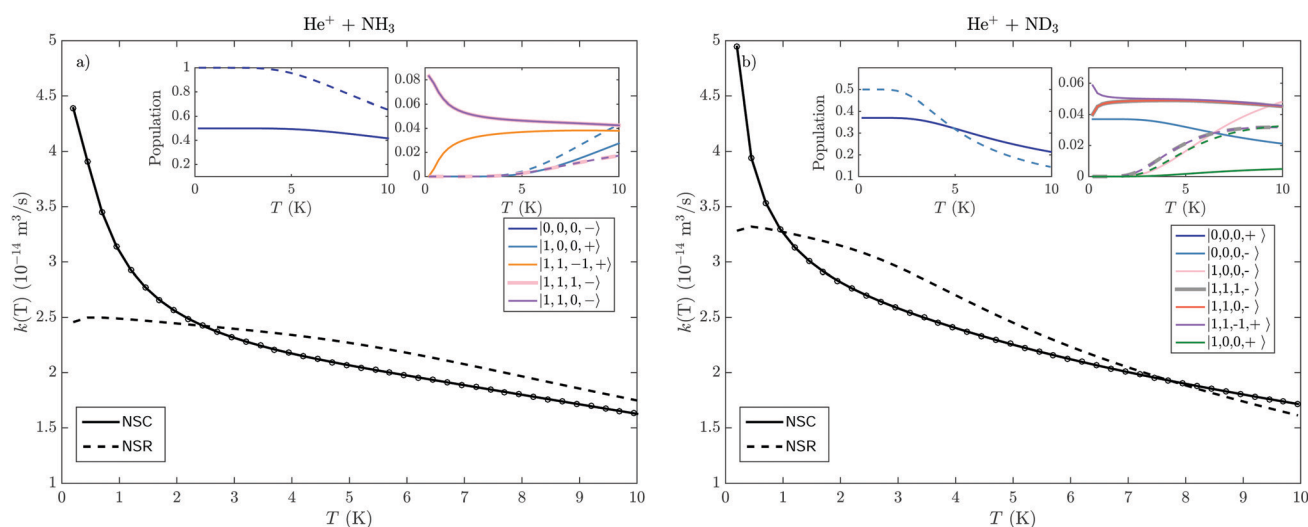 He⁺ + NH₃
a)
5
4.5
4
3.5
3
2.5
2
1.5
1
k(T) (10⁻¹⁴ m³/s)
0 1 2 3 4 5 6 7 8 9 10
T (K)
Population
1
0.8
0.6
0.4
0.2
0 5 10
T (K)
0.08
0.06
0.04
0.02
0
0 5 10
T (K)
|0, 0, 0, −⟩
|1, 0, 0, +⟩
|1, 1, −1, +⟩
|1, 1, 1, −⟩
|1, 1, 0, −⟩
NSC
NSR
He⁺ + ND₃
b)
5
4.5
4
3.5
3
2.5
2
1.5
1
k(T) (10⁻¹⁴ m³/s)
0 1 2 3 4 5 6 7 8 9 10
T (K)
Population
0.5
0.4
0.3
0.2
0.1
0 5 10
T (K)
0.06
0.04
0.02
0
0 5 10
T (K)
|0,0,0,+ ⟩
|0,0,0,- ⟩
|1,0,0,- ⟩
|1,1,1,- ⟩
|1,1,0,- ⟩
|1,1,-1,+ ⟩
|1,0,0,+ ⟩
NSC
NSR